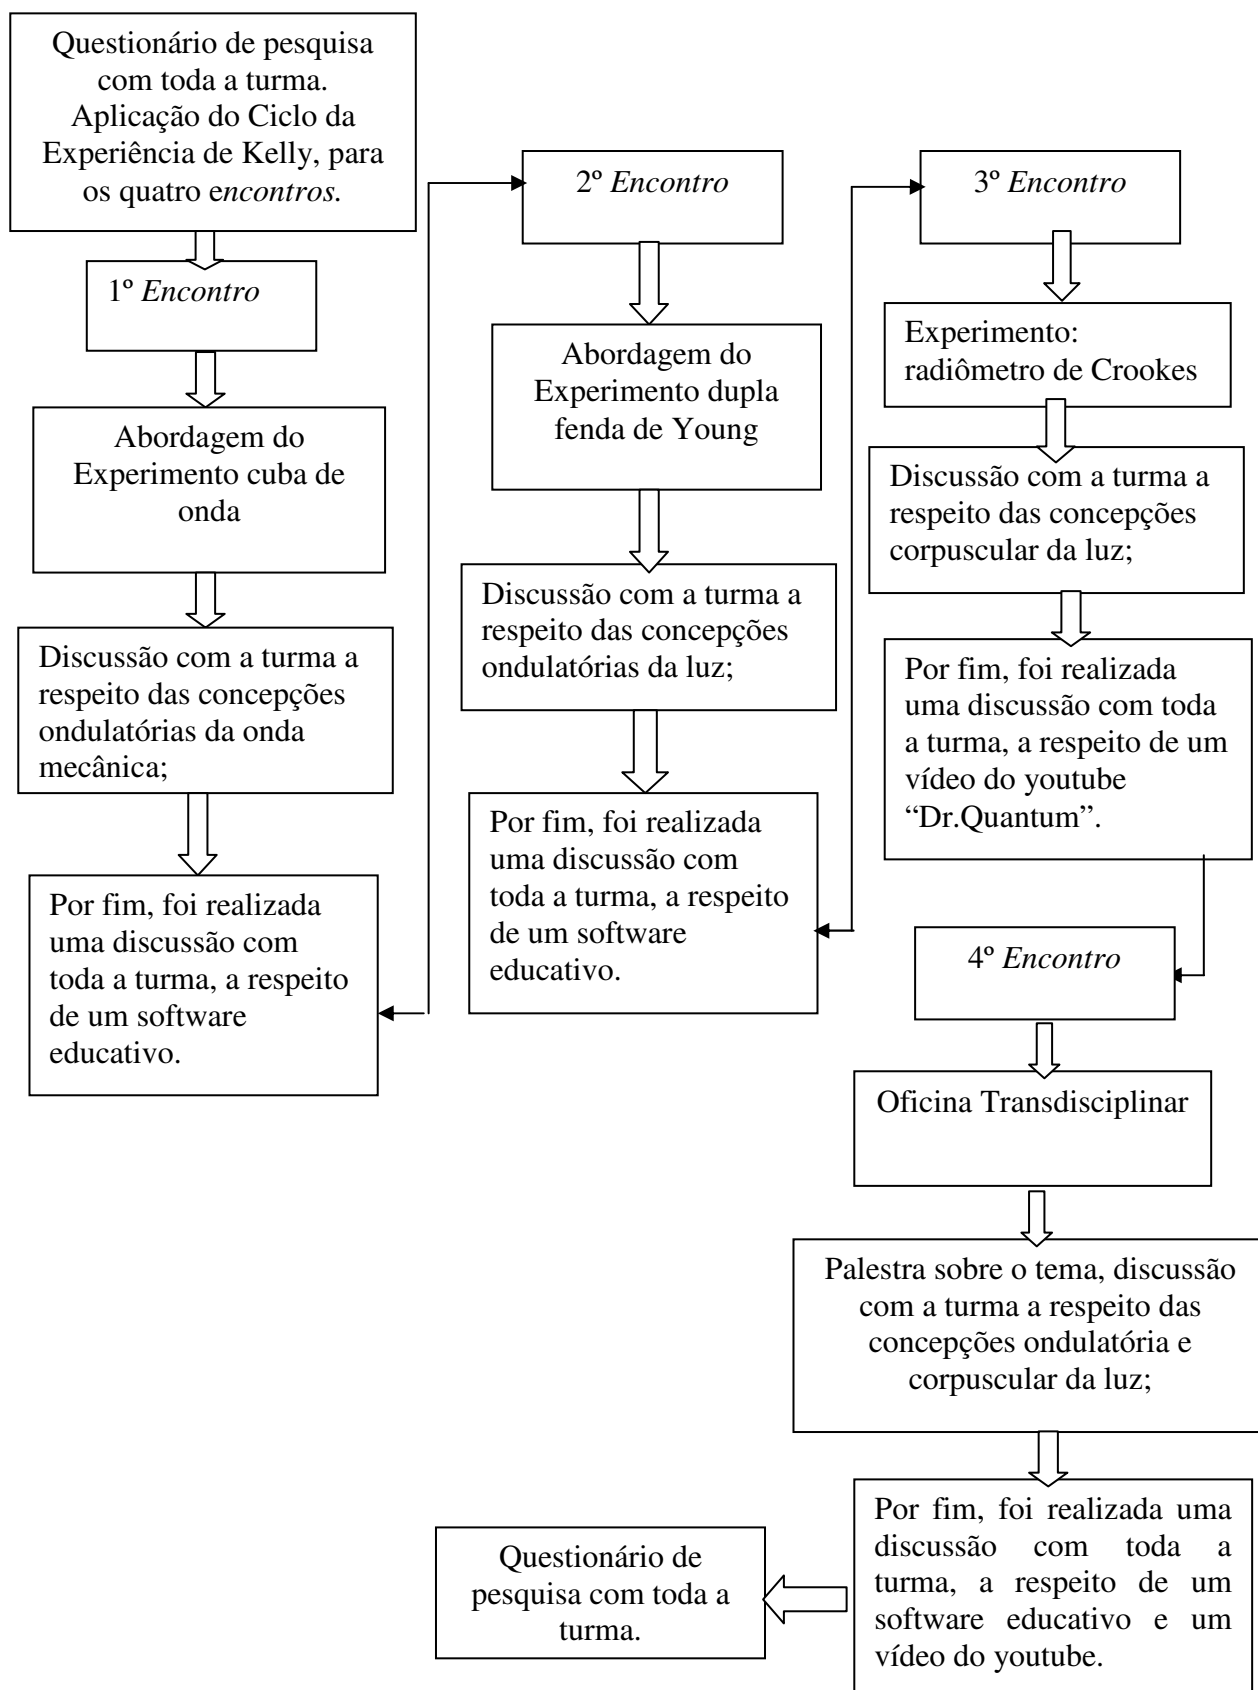 Questionário de pesquisa
com toda a turma.
Aplicação do Ciclo da
Experiência de Kelly, para
os quatro encontros.
1º Encontro
Abordagem do
Experimento cuba de
onda
Discussão com a turma a
respeito das concepções
ondulatórias da onda
mecânica;
Por fim, foi realizada
uma discussão com
toda a turma, a respeito
de um software
educativo.
2º Encontro
Abordagem do
Experimento dupla
fenda de Young
Discussão com a turma a
respeito das concepções
ondulatórias da luz;
Por fim, foi realizada
uma discussão com
toda a turma, a respeito
de um software
educativo.
3º Encontro
Experimento:
radiômetro de Crookes
Discussão com a turma a
respeito das concepções
corpuscular da luz;
Por fim, foi realizada
uma discussão com toda
a turma, a respeito de um
vídeo do youtube
“Dr.Quantum”.
4º Encontro
Oficina Transdisciplinar
Palestra sobre o tema, discussão
com a turma a respeito das
concepções ondulatória e
corpuscular da luz;
Por fim, foi realizada uma
discussão com toda a
turma, a respeito de um
software educativo e um
vídeo do youtube.
Questionário de
pesquisa com toda a
turma.